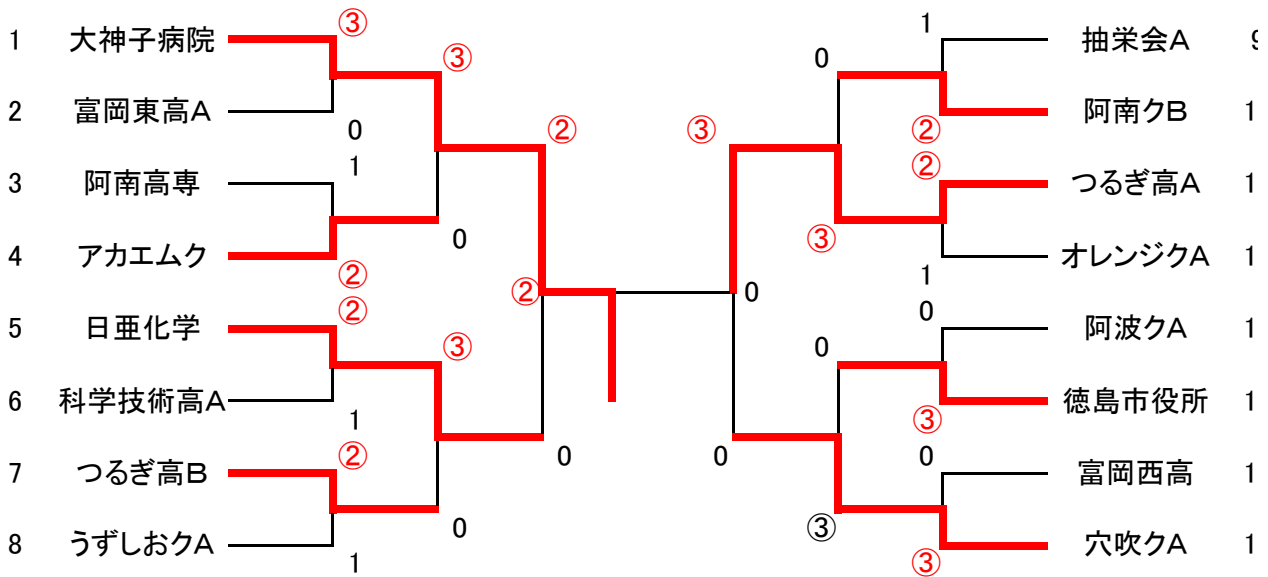 1 大神子病院 ③ 1 抽栄会A 9
0
③
2 富岡東高A 0 ② 阿南クB 1
② ③
3 阿南高専 1 ② つるぎ高A 1
0 ③
4 アカエムク ② 1 オレンジクA 1
② 0
5 日亜化学 ② 0 阿波クA 1
③ 0
6 科学技術高A 1 ③ 徳島市役所 1
0 0
7 つるぎ高B ② 0 富岡西高 1
0 ③
8 うずしおクA 1 ③ 穴吹クA 1